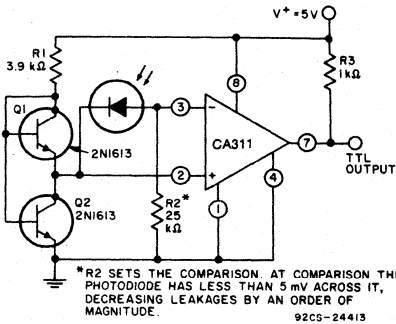 V+ = 5V
R1
3.9 kΩ
R3
1 kΩ
Q1
8
3
−
2N1613
CA311
7
TTL
OUTPUT
2
+
4
Q2
2N1613
R2*
25
kΩ
1
*R2 SETS THE COMPARISON. AT COMPARISON THE
PHOTODIODE HAS LESS THAN 5 mV ACROSS IT,
DECREASING LEAKAGES BY AN ORDER OF
MAGNITUDE.
92CS-24413